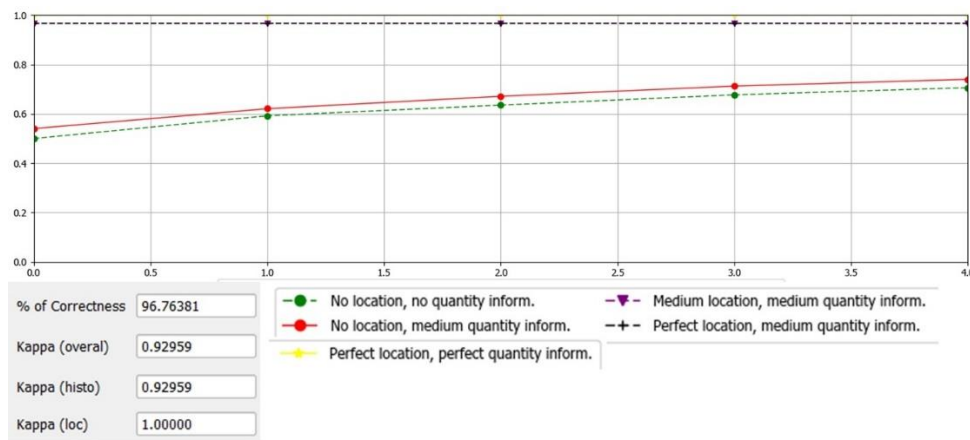 1.0
0.8
0.6
0.4
0.2
0.0
0.0 0.5 1.0 1.5 2.0 2.5 3.0 3.5 4.0
% of Correctness 96.76381
Kappa (overal) 0.92959
Kappa (histo) 0.92959
Kappa (loc) 1.00000
No location, no quantity inform.
No location, medium quantity inform.
Perfect location, perfect quantity inform.
Medium location, medium quantity inform.
Perfect location, medium quantity inform.